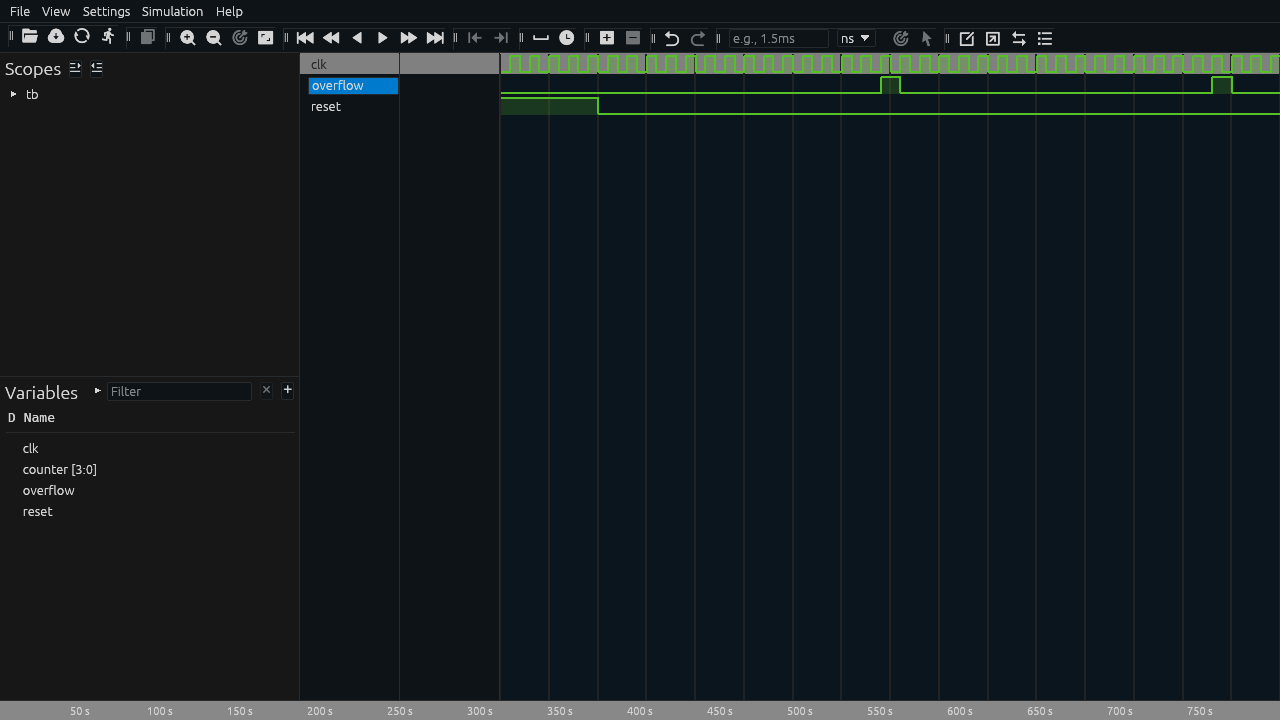 File View Settings Simulation Help
e.g., 1.5ms ns
Scopes
tb
clk
overflow
reset
Variables Filter
D Name
clk
counter [3:0]
overflow
reset
50 s 100 s 150 s 200 s 250 s 300 s 350 s 400 s 450 s 500 s 550 s 600 s 650 s 700 s 750 s